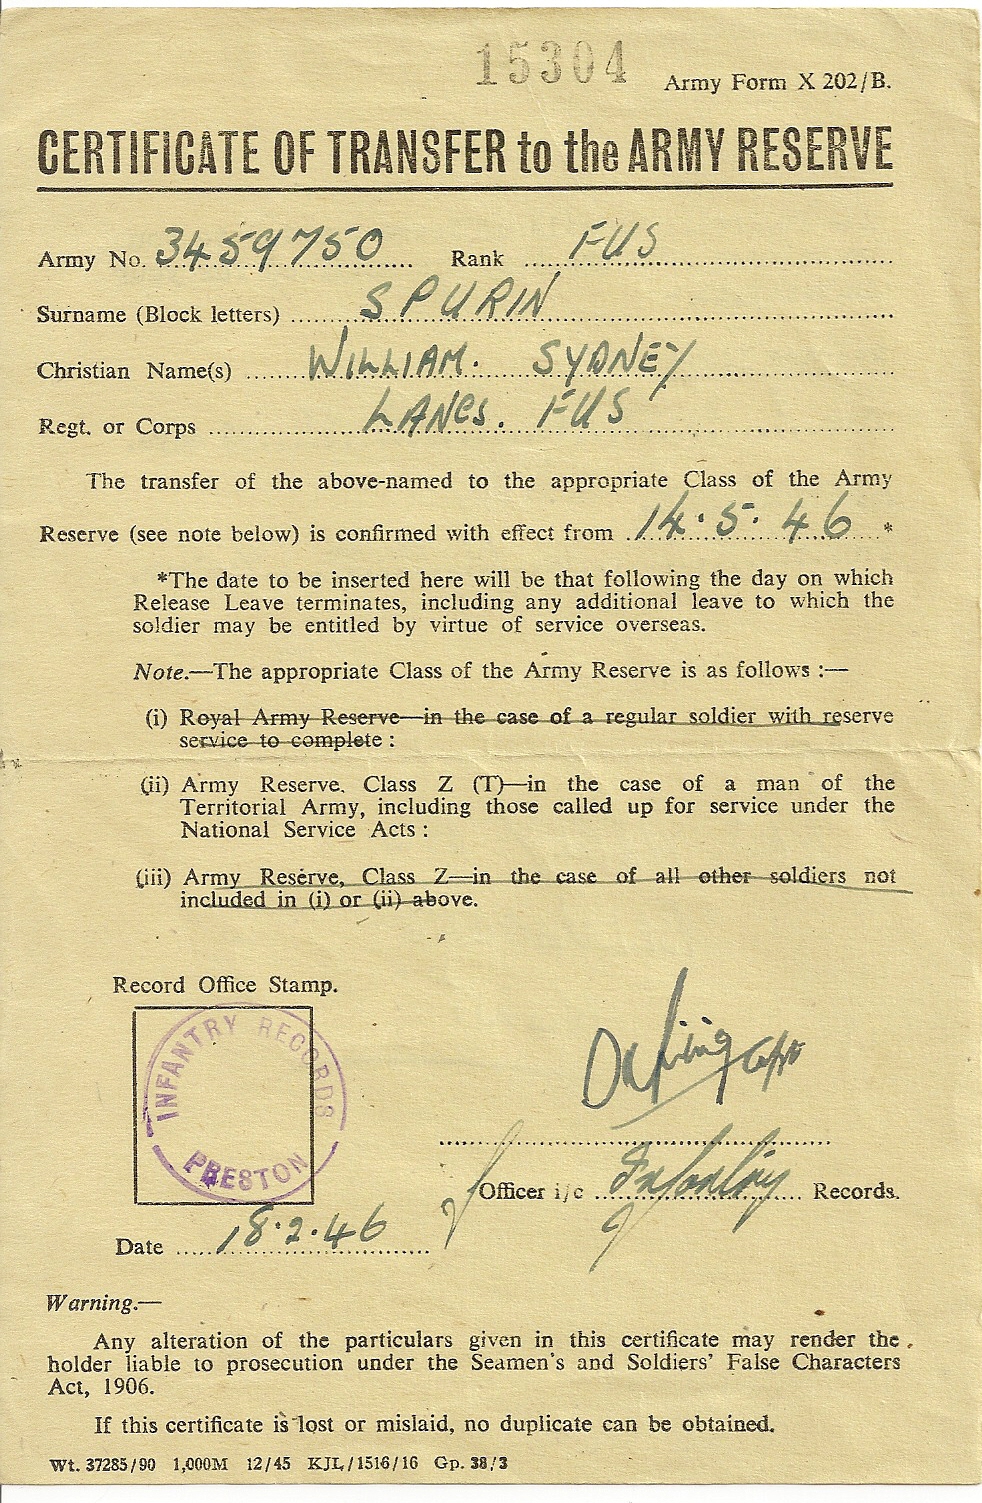 15304
Army Form X 202/B.
CERTIFICATE OF TRANSFER to the ARMY RESERVE
Army No. 3459750 Rank FUS
Surname (Block letters) SPURIN
Christian Name(s) WILLIAM. SYDNEY
Regt. or Corps LANCS. FUS
The transfer of the above-named to the appropriate Class of the Army
Reserve (see note below) is confirmed with effect from 14.5.46 *
*The date to be inserted here will be that following the day on which
Release Leave terminates, including any additional leave to which the
soldier may be entitled by virtue of service overseas.
Note.—The appropriate Class of the Army Reserve is as follows :—
(i) Royal Army Reserve—in the case of a regular soldier with reserve
service to complete :
(ii) Army Reserve, Class Z (T)—in the case of a man of the
Territorial Army, including those called up for service under the
National Service Acts :
(iii) Army Reserve, Class Z—in the case of all other soldiers not
included in (i) or (ii) above.
Record Office Stamp.
INFANTRY RECORDS
PRESTON
Officer i/c Infantry Records.
Date 18.2.46
Warning.—
Any alteration of the particulars given in this certificate may render the
holder liable to prosecution under the Seamen's and Soldiers' False Characters
Act, 1906.
If this certificate is lost or mislaid, no duplicate can be obtained.
Wt. 37285/90 1,000M 12/45 KJL/1516/16 Gp. 38/3